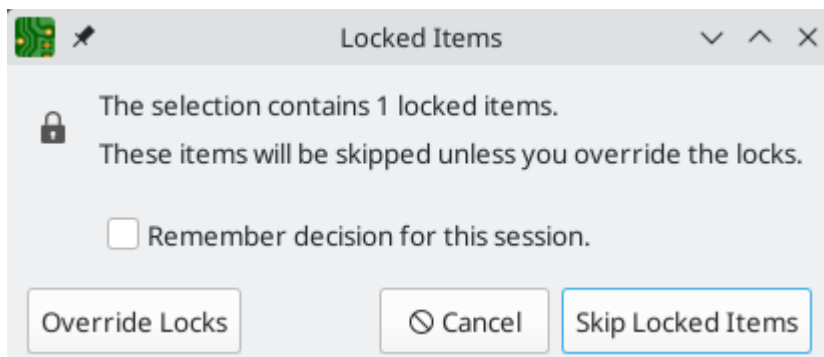 Locked Items
The selection contains 1 locked items.
These items will be skipped unless you override the locks.
Remember decision for this session.
Override Locks
Cancel
Skip Locked Items